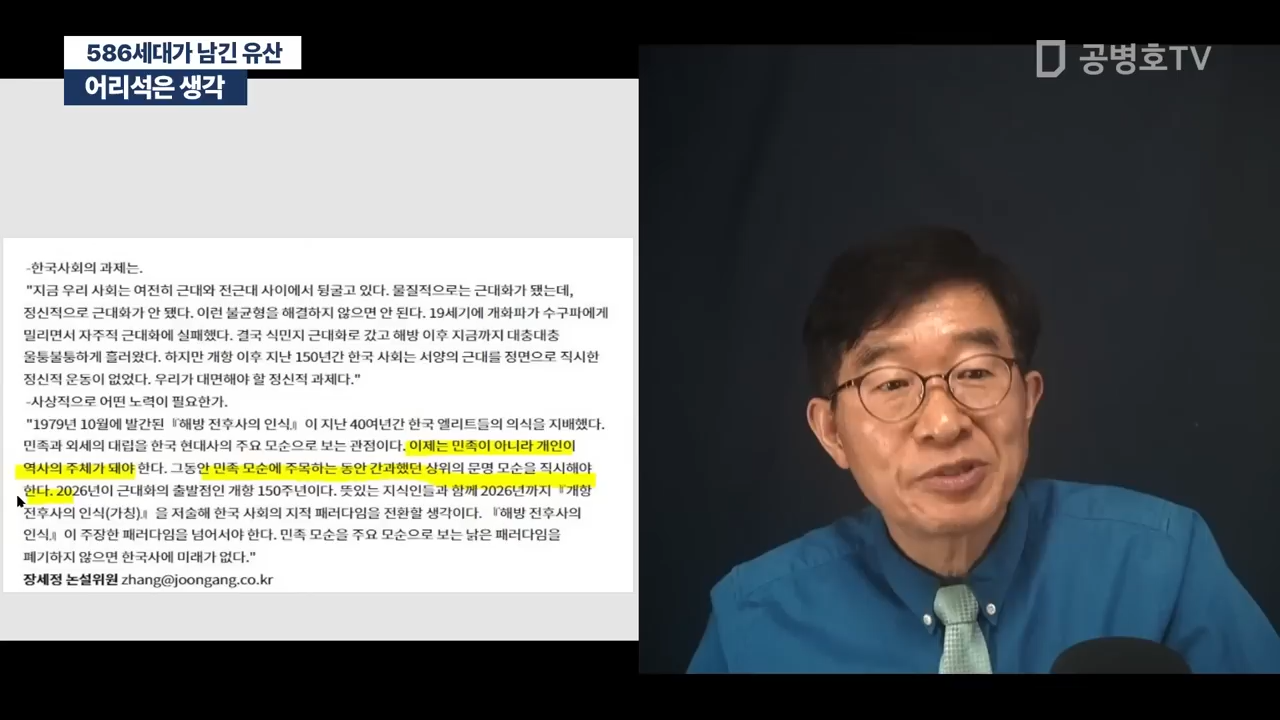 586세대가 남긴 유산
어리석은 생각
공병호TV
-한국사회의 과제는.
"지금 우리 사회는 여전히 근대와 전근대 사이에서 뒹굴고 있다. 물질적으로는 근대화가 됐는데,
정신적으로 근대화가 안 됐다. 이런 불균형을 해결하지 않으면 안 된다. 19세기에 개화파가 수구파에게
밀리면서 자주적 근대화에 실패했다. 결국 식민지 근대화로 갔고 해방 이후 지금까지 대충대충
울퉁불퉁하게 흘러왔다. 하지만 개항 이후 지난 150년간 한국 사회는 서양의 근대를 정면으로 직시한
정신적 운동이 없었다. 우리가 대면해야 할 정신적 과제다."
-사상적으로 어떤 노력이 필요한가.
"1979년 10월에 발간된『해방 전후사의 인식』이 지난 40여년간 한국 엘리트들의 의식을 지배했다.
민족과 외세의 대립을 한국 현대사의 주요 모순으로 보는 관점이다. 이제는 민족이 아니라 개인이
역사의 주체가 돼야 한다. 그동안 민족 모순에 주목하는 동안 간과했던 상위의 문명 모순을 직시해야
한다. 2026년이 근대화의 출발점인 개항 150주년이다. 뜻있는 지식인들과 함께 2026년까지『개항
전후사의 인식(가칭)』을 저술해 한국 사회의 지적 패러다임을 전환할 생각이다. 『해방 전후사의
인식』이 주장한 패러다임을 넘어서야 한다. 민족 모순을 주요 모순으로 보는 낡은 패러다임을
폐기하지 않으면 한국사에 미래가 없다."
장세정 논설위원 zhang@joongang.co.kr